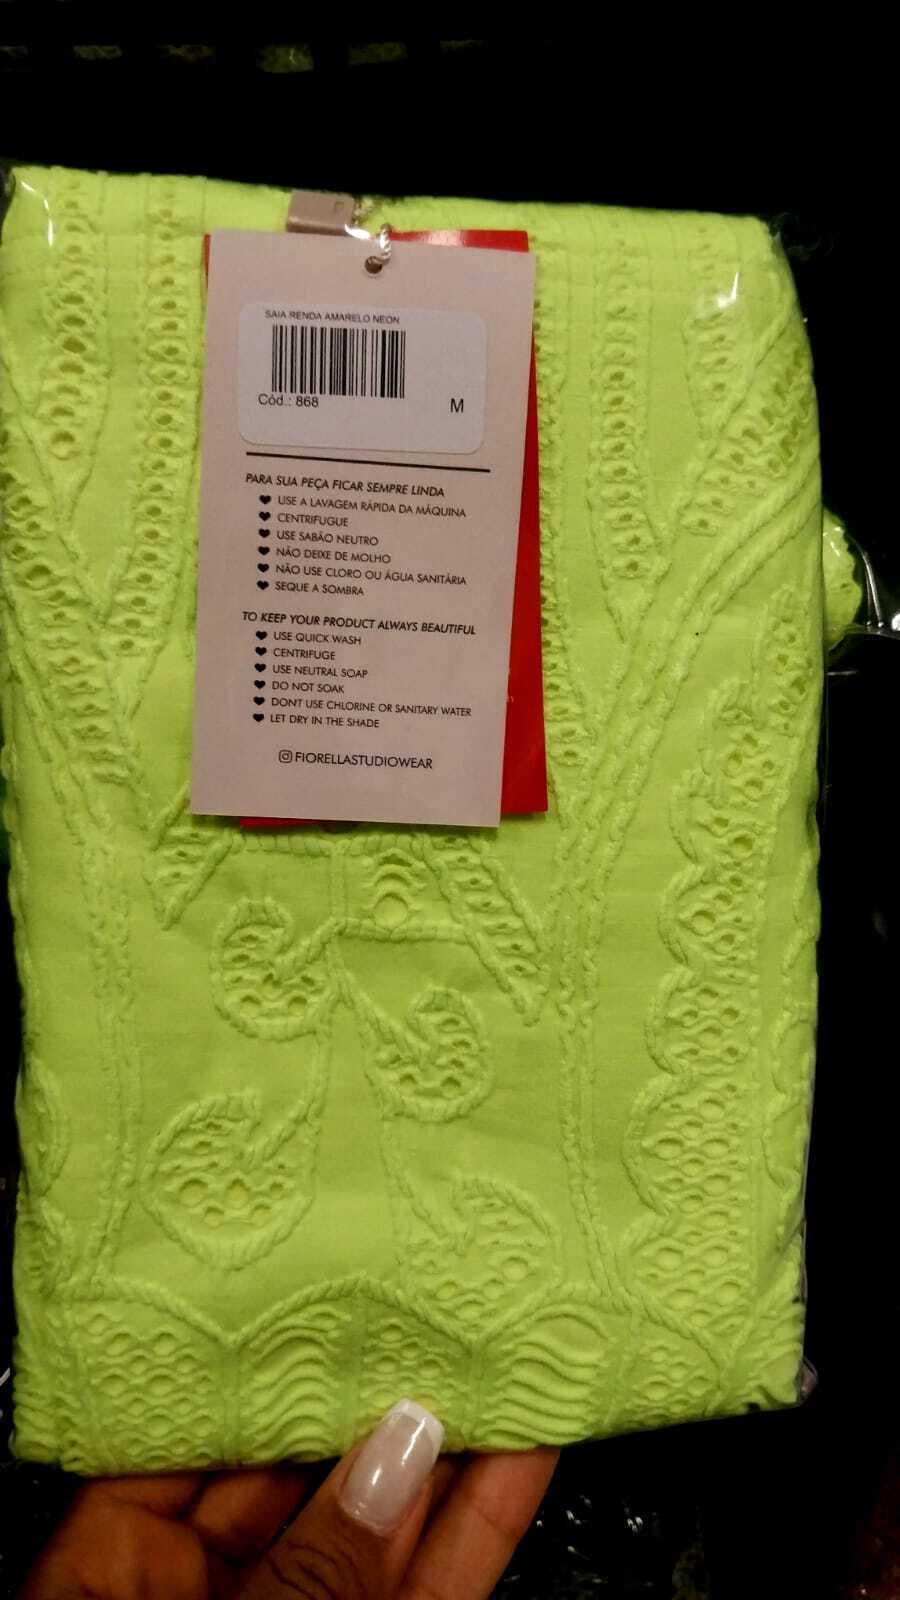 SAIA RENDA AMARELO NEON
Cód.: 868
M
PARA SUA PEÇA FICAR SEMPRE LINDA
USE A LAVAGEM RÁPIDA DA MÁQUINA
CENTRIFUGUE
USE SABÃO NEUTRO
NÃO DEIXE DE MOLHO
NÃO USE CLORO OU ÁGUA SANITÁRIA
SEQUE A SOMBRA
TO KEEP YOUR PRODUCT ALWAYS BEAUTIFUL
USE QUICK WASH
CENTRIFUGE
USE NEUTRAL SOAP
DO NOT SOAK
DON'T USE CHLORINE OR SANITARY WATER
LET DRY IN THE SHADE
FIORELLASTUDIOWEAR